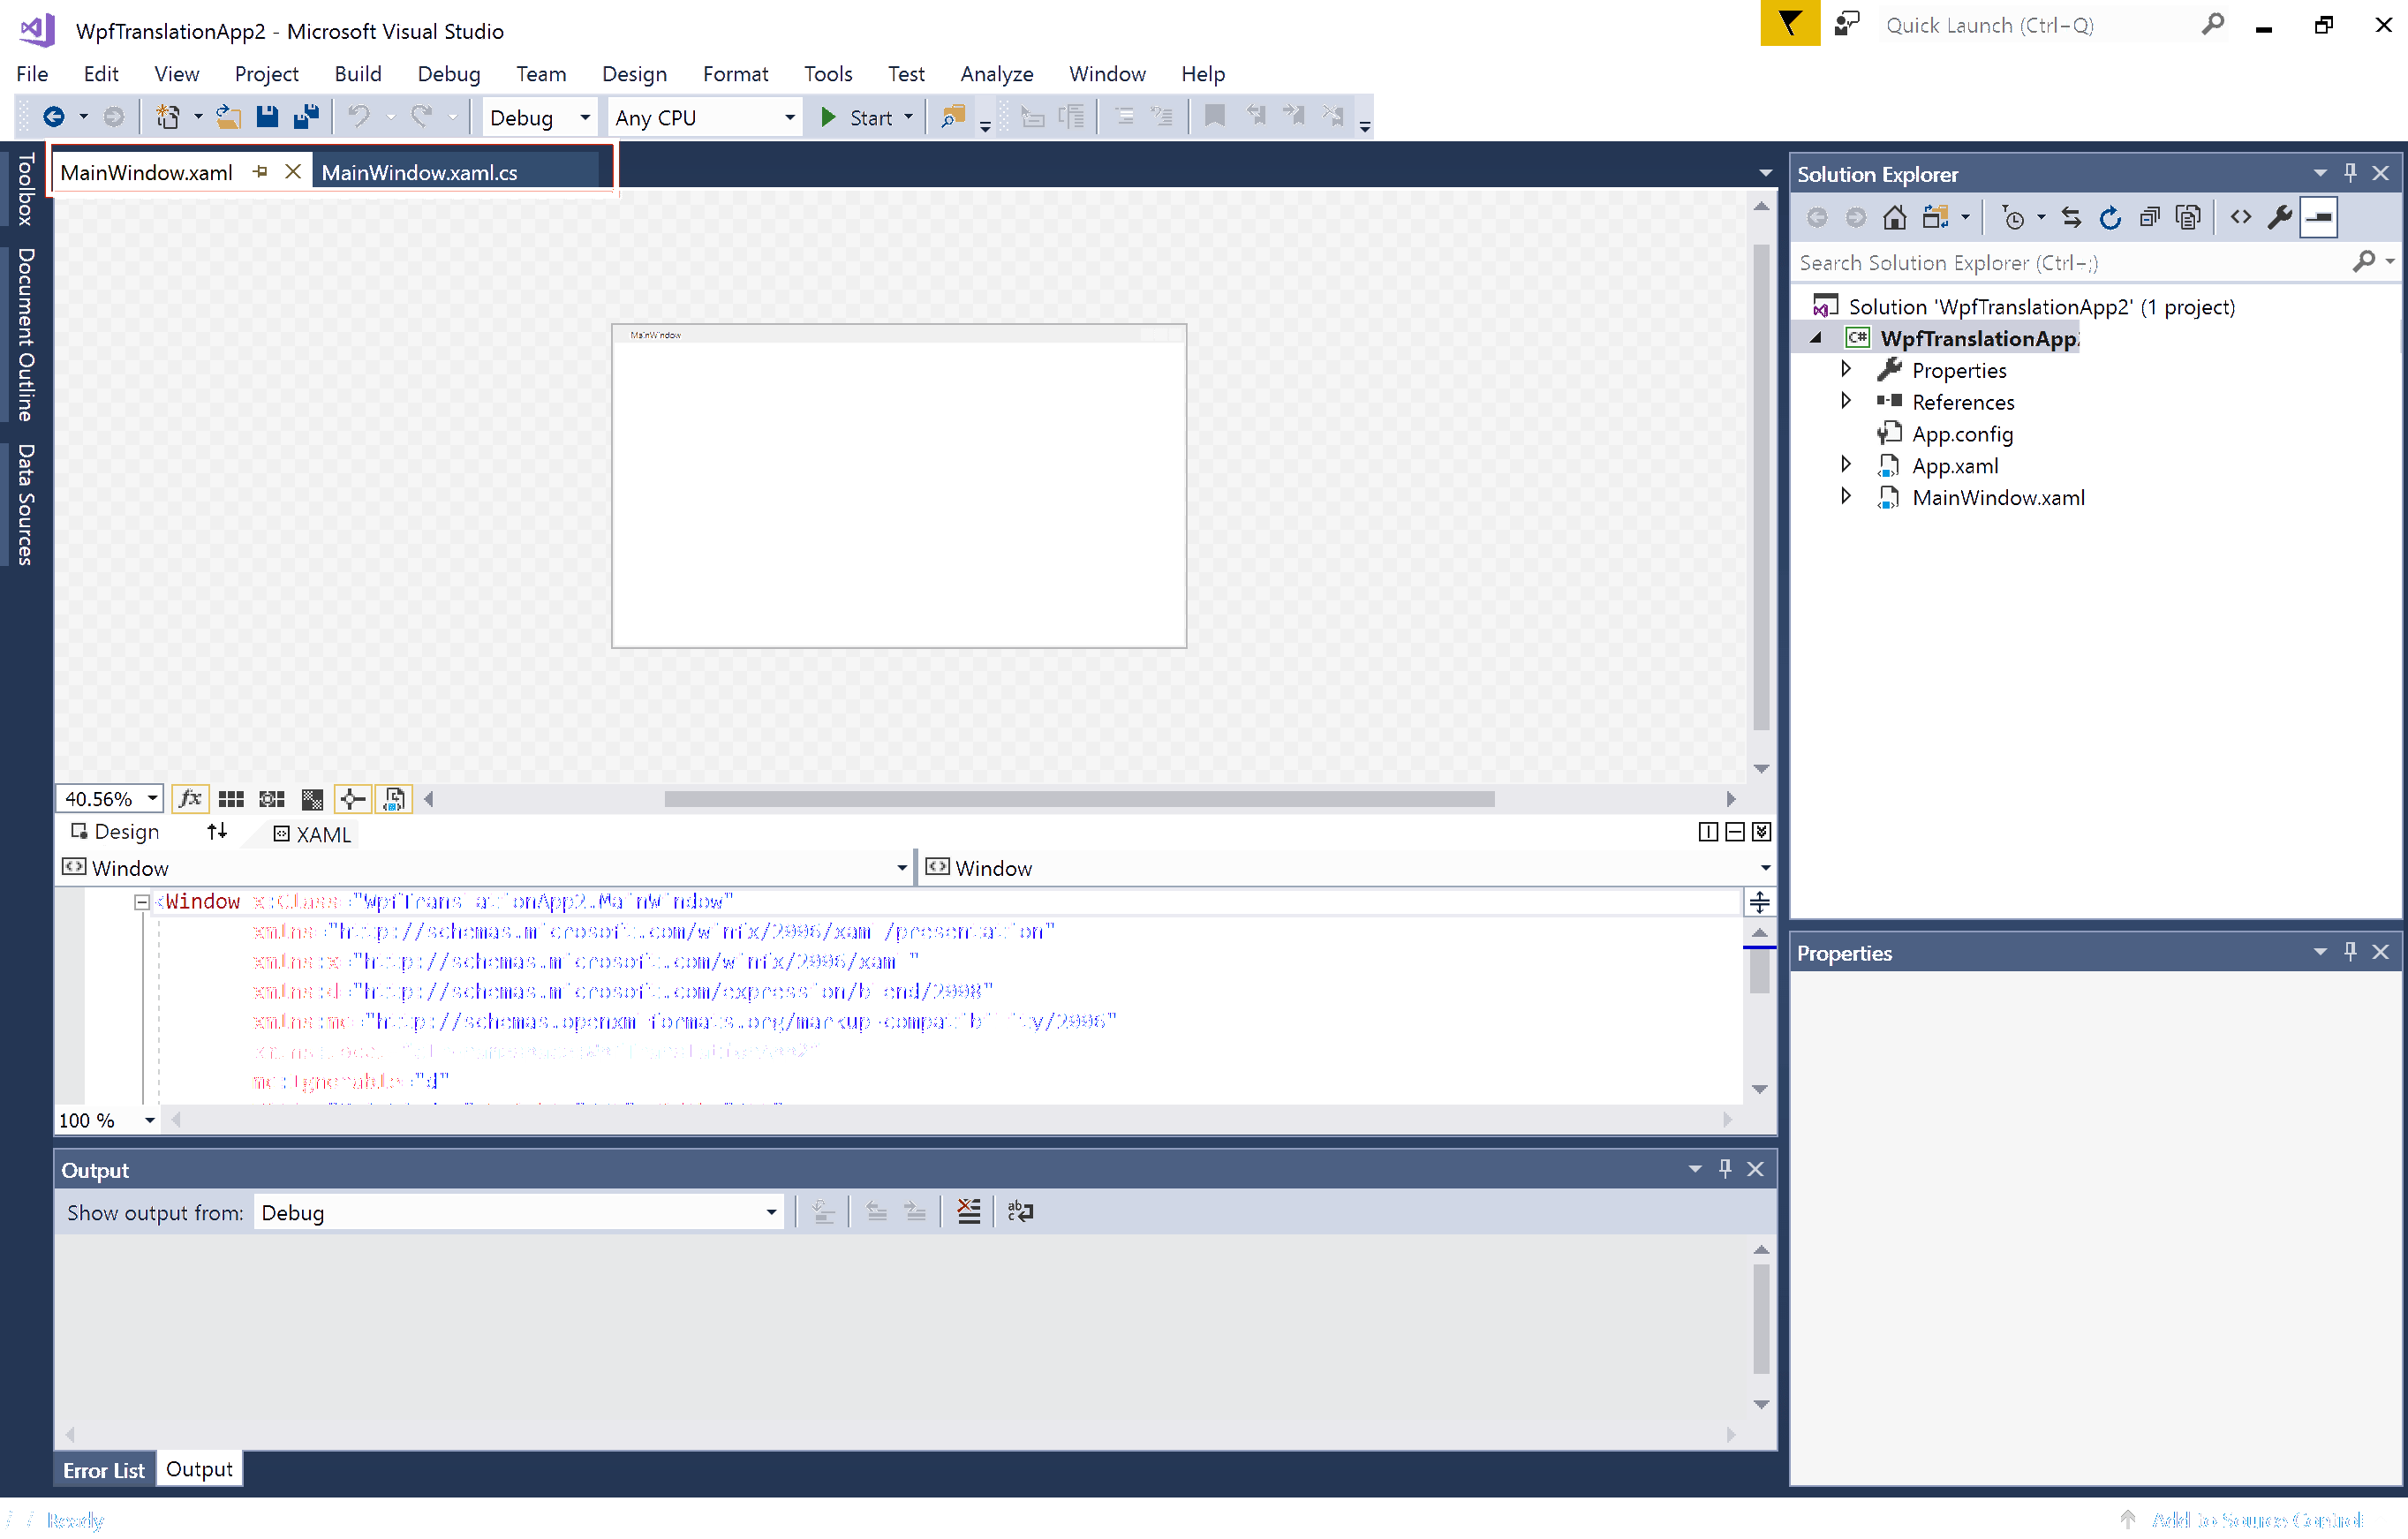 WpfTranslationApp2 - Microsoft Visual Studio
Quick Launch (Ctrl+Q)
File Edit View Project Build Debug Team Design Format Tools Test Analyze Window Help
Debug Any CPU Start
Toolbox
Document Outline
Data Sources
MainWindow.xaml MainWindow.xaml.cs
MainWindow
40.56% fx
Design XAML
Window Window
<Window x:Class="WpfTranslationApp2.MainWindow"
xmlns="http://schemas.microsoft.com/winfx/2006/xaml/presentation"
xmlns:x="http://schemas.microsoft.com/winfx/2006/xaml"
xmlns:d="http://schemas.microsoft.com/expression/blend/2008"
xmlns:mc="http://schemas.openxmlformats.org/markup-compatibility/2006"
mc:Ignorable="d"
100 %
Output
Show output from: Debug
Error List Output
Solution Explorer
Search Solution Explorer (Ctrl+;)
Solution 'WpfTranslationApp2' (1 project)
C# WpfTranslationApp2
Properties
References
App.config
App.xaml
MainWindow.xaml
Properties
Ready
Add to Source Control